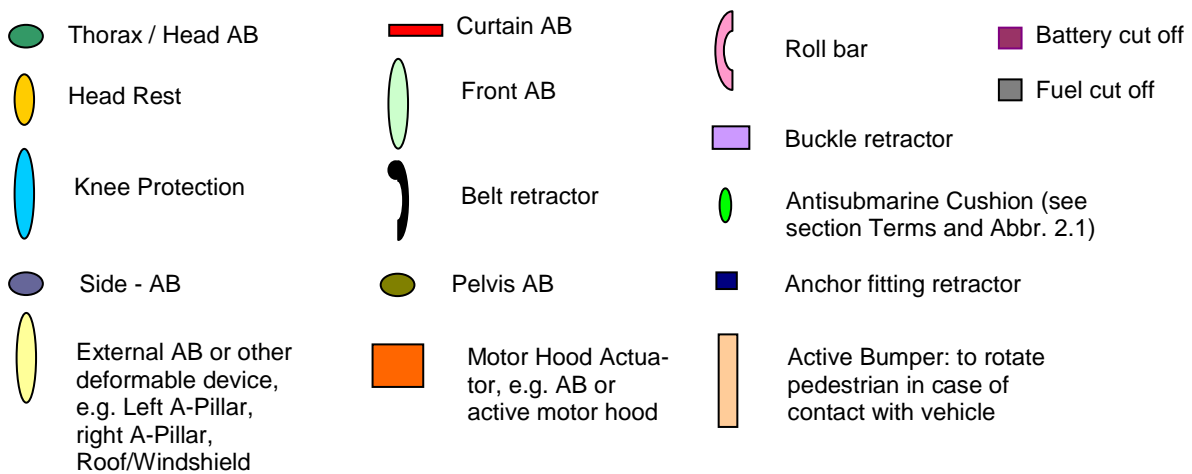 Thorax / Head AB
Head Rest
Knee Protection
Side - AB
External AB or other
deformable device,
e.g. Left A-Pillar,
right A-Pillar,
Roof/Windshield
Curtain AB
Front AB
Belt retractor
Pelvis AB
Motor Hood Actua-
tor, e.g. AB or
active motor hood
Roll bar
Buckle retractor
Antisubmarine Cushion (see
section Terms and Abbr. 2.1)
Anchor fitting retractor
Active Bumper: to rotate
pedestrian in case of
contact with vehicle
Battery cut off
Fuel cut off